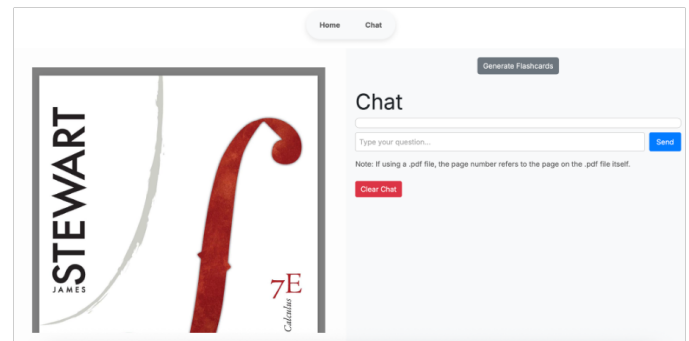 Home Chat
STEWART
JAMES
7E
Calculus
Generate Flashcards
Chat
Type your question...
Send
Note: If using a .pdf file, the page number refers to the page on the .pdf file itself.
Clear Chat